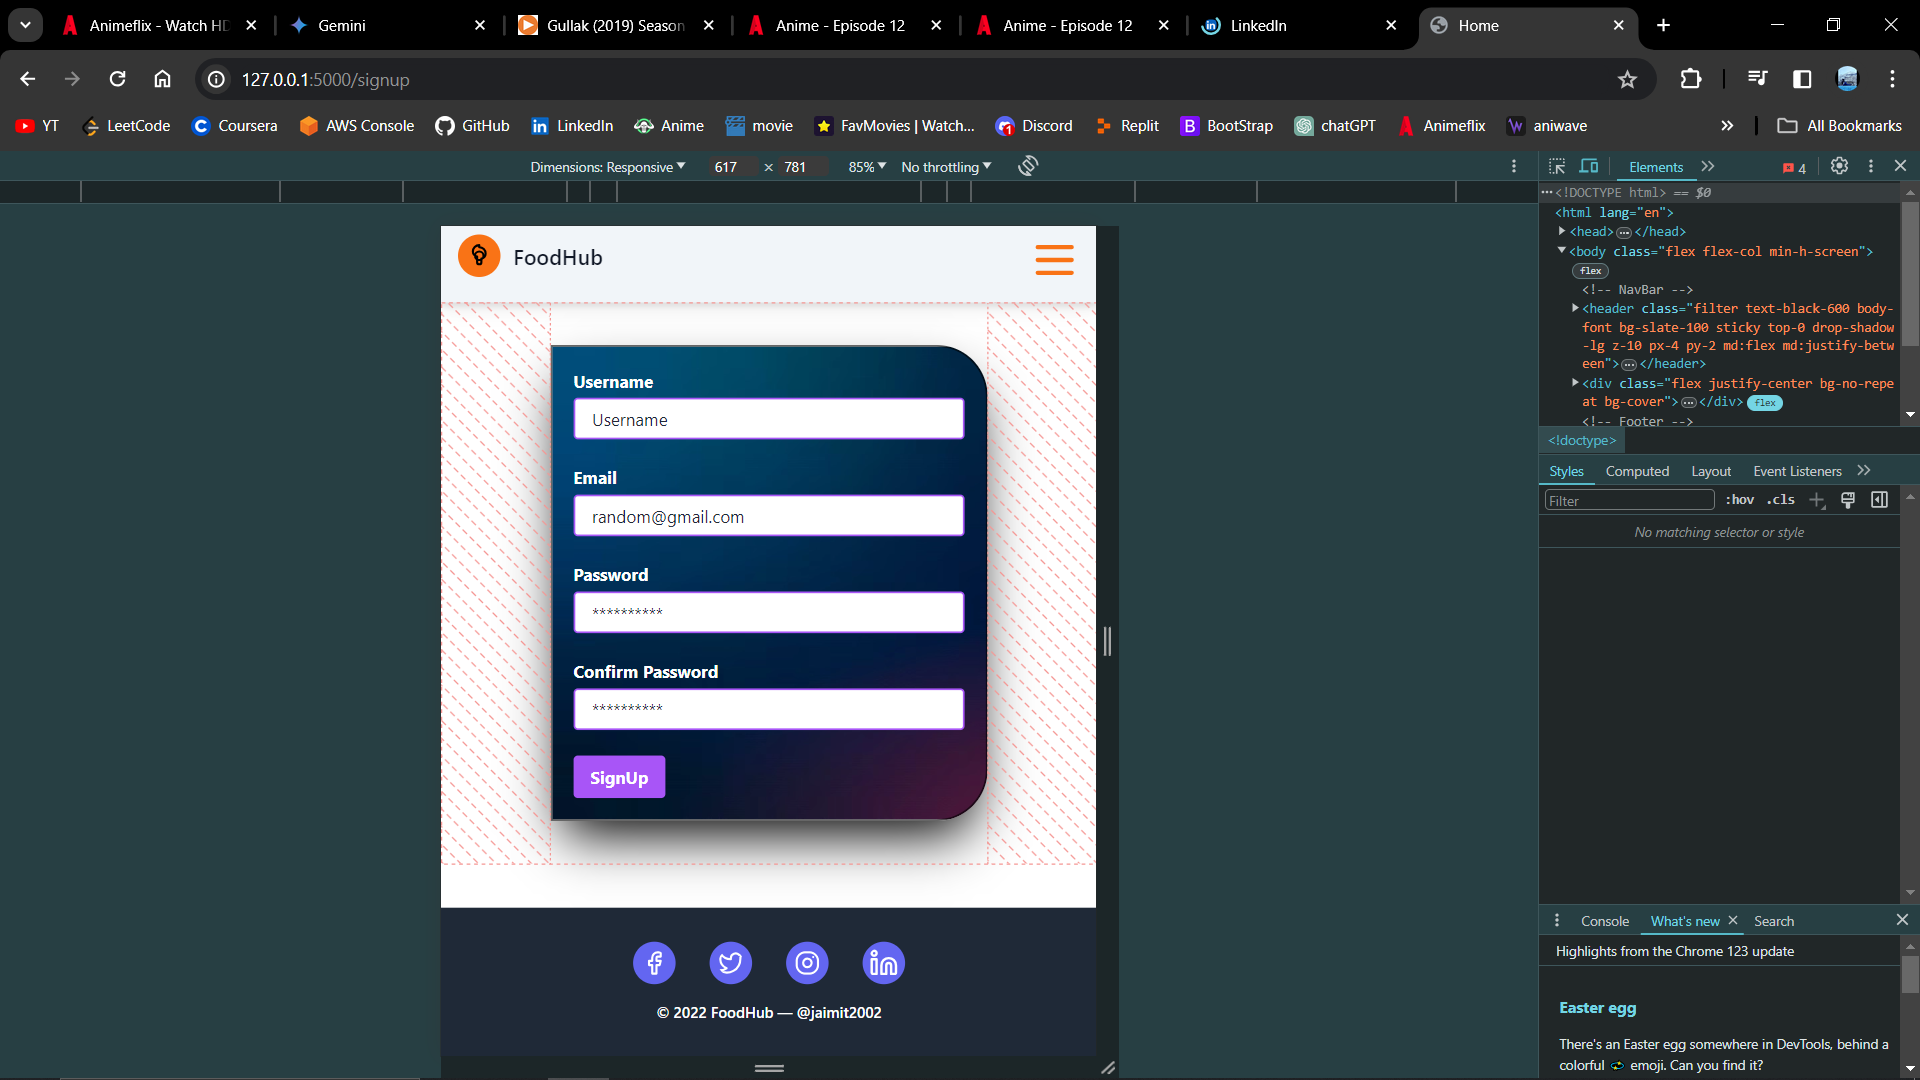 Animeflix - Watch HD
Gemini
Gullak (2019) Season
Anime - Episode 12
Anime - Episode 12
LinkedIn
Home
127.0.0.1:5000/signup
YT
LeetCode
Coursera
AWS Console
GitHub
LinkedIn
Anime
movie
FavMovies | Watch...
Discord
Replit
BootStrap
chatGPT
Animeflix
aniwave
All Bookmarks
Dimensions: Responsive
617 × 781
85%
No throttling
Elements
4
FoodHub
Username
Username
Email
random@gmail.com
Password
**********
Confirm Password
**********
SignUp
© 2022 FoodHub — @jaimit2002
<!DOCTYPE html> == $0
<html lang="en">
<head> ... </head>
<body class="flex flex-col min-h-screen">
flex
<!-- NavBar -->
<header class="filter text-black-600 body-
font bg-slate-100 sticky top-0 drop-shadow
-lg z-10 px-4 py-2 md:flex md:justify-betw
een"> ... </header>
<div class="flex justify-center bg-no-repe
at bg-cover"> ... </div> flex
<!-- Footer -->
<!doctype>
Styles
Computed
Layout
Event Listeners
Filter
:hov
.cls
No matching selector or style
Console
What's new
Search
Highlights from the Chrome 123 update
Easter egg
There's an Easter egg somewhere in DevTools, behind a
colorful emoji. Can you find it?